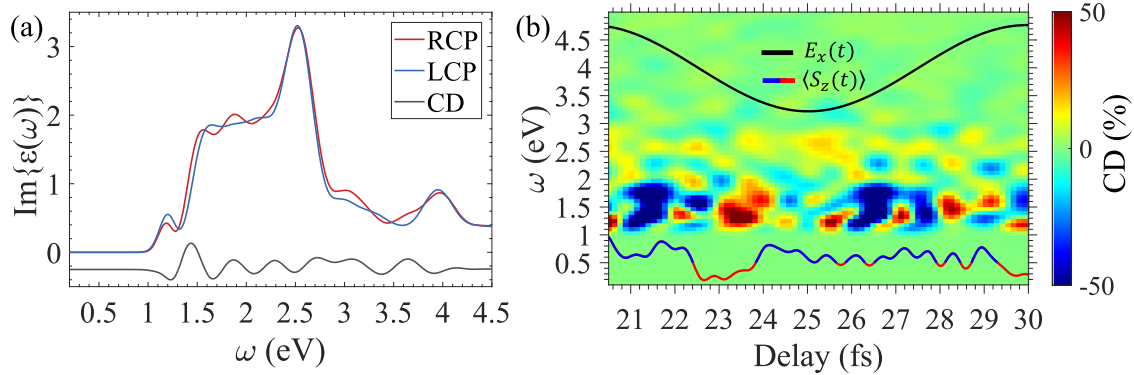 (a)
Im{ε(ω)}
3
2
1
0
RCP
LCP
CD
0.5 1 1.5 2 2.5 3 3.5 4 4.5
ω (eV)
(b)
ω (eV)
4.5
4
3.5
3
2.5
2
1.5
1
0.5
E_x(t)
⟨S_z(t)⟩
21 22 23 24 25 26 27 28 29 30
Delay (fs)
50
0
-50
CD (%)